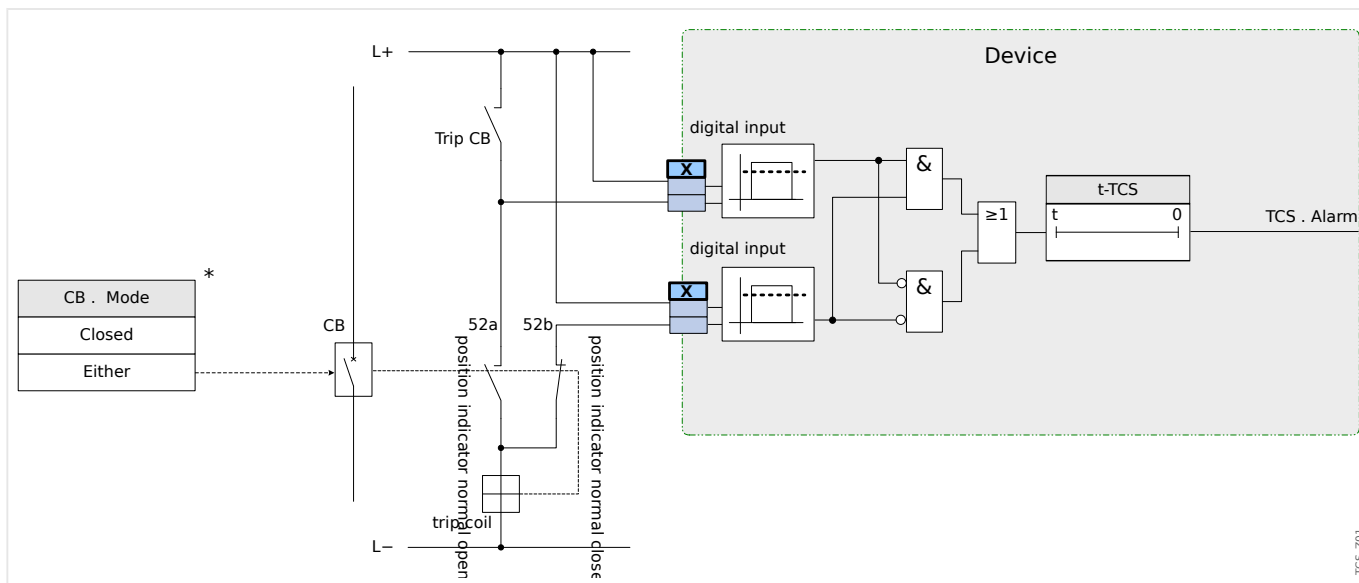 L+
Device
digital input
Trip CB
X
&
t-TCS
≥1
t
0
TCS . Alarm
digital input
*
X
&
CB . Mode
Closed
Either
CB
52a
52b
position indicator normal open
position indicator normal close
trip coil
L−